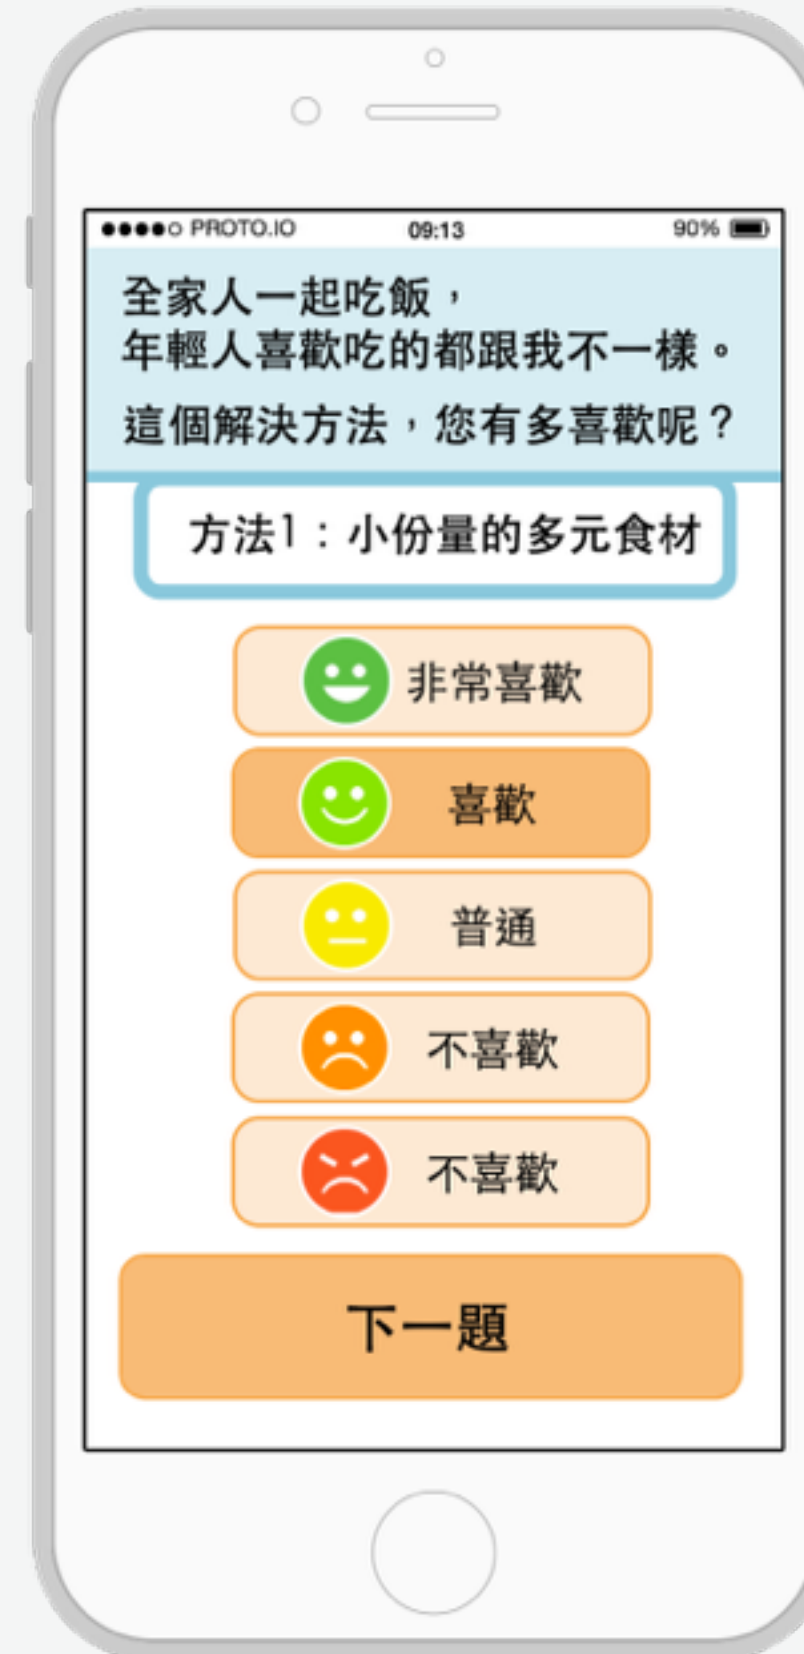 PROTO.IO 09:13 90%
全家人一起吃飯，
年輕人喜歡吃的都跟我不一樣。
這個解決方法，您有多喜歡呢？
方法1：小份量的多元食材
非常喜歡
喜歡
普通
不喜歡
不喜歡
下一題